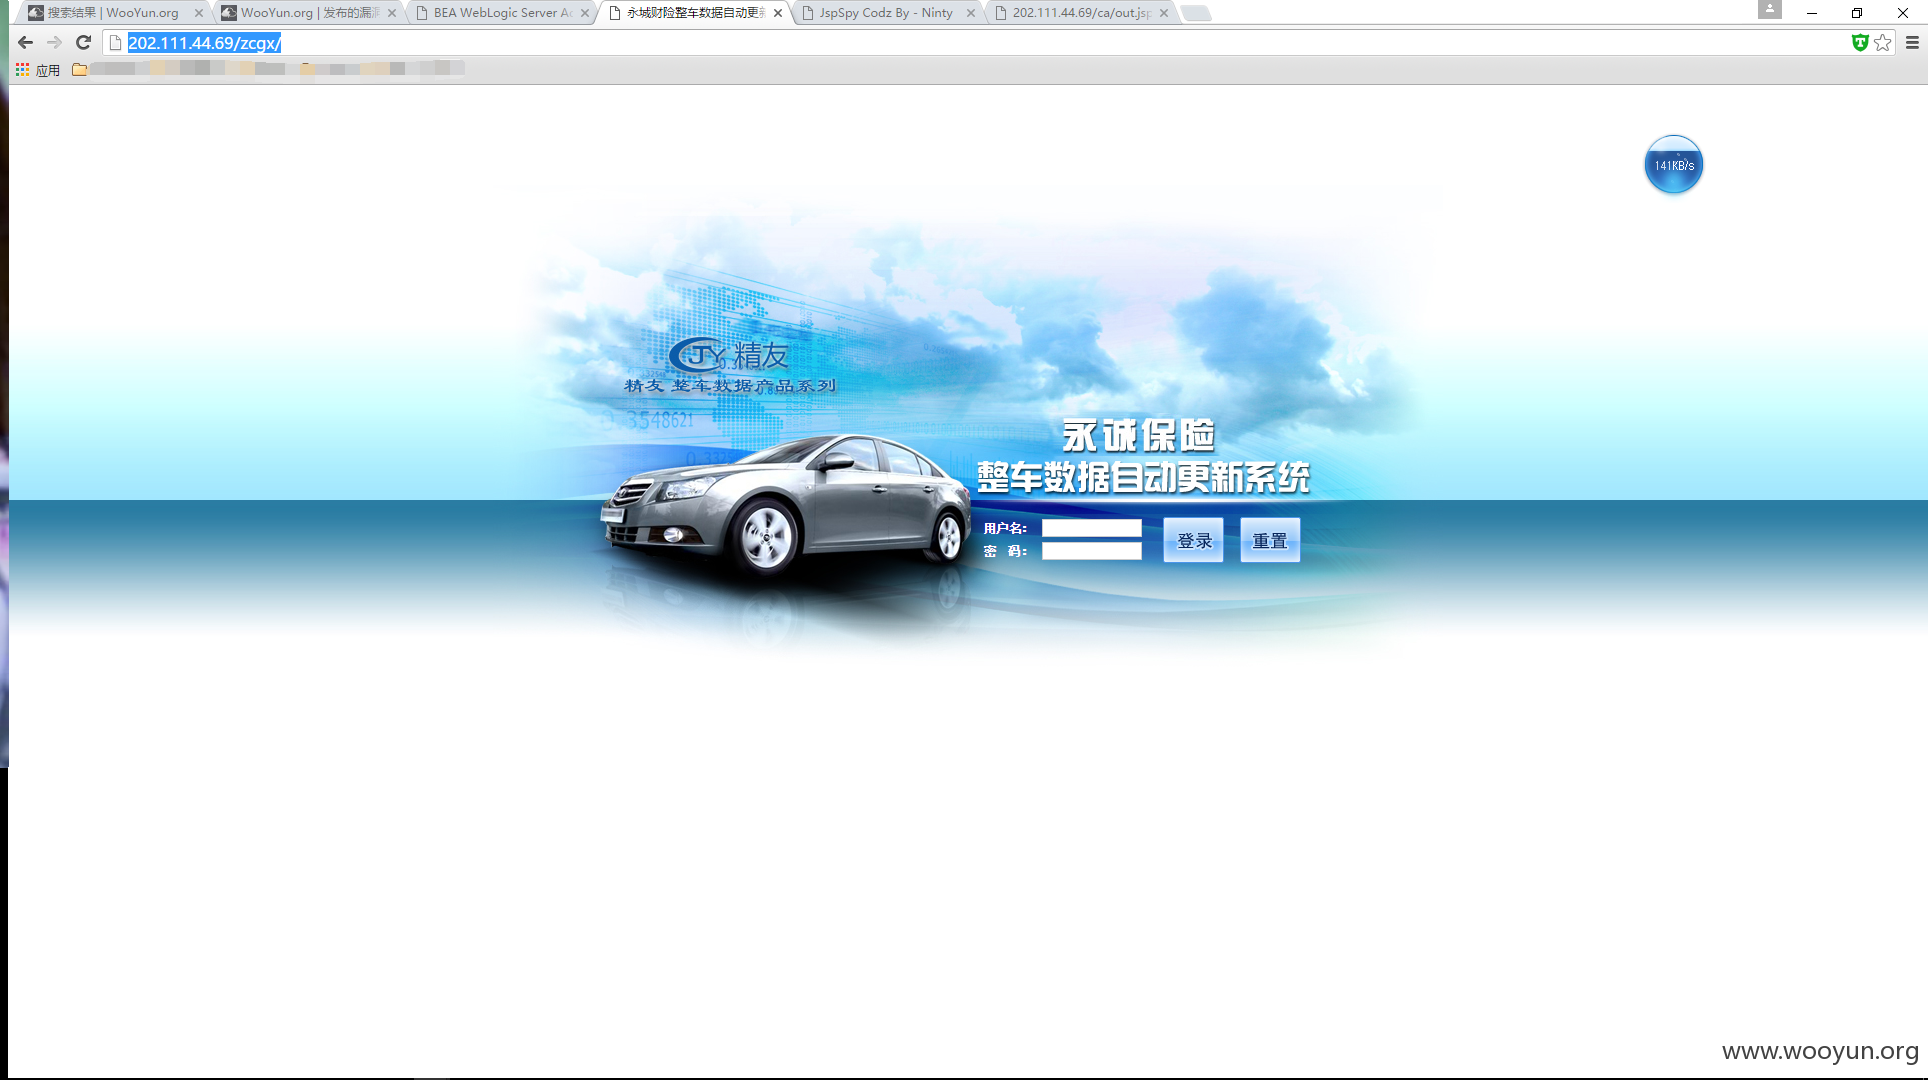 搜索结果 | WooYun.org
WooYun.org | 发布的漏洞
BEA WebLogic Server Ad
永城财险整车数据自动更新
JspSpy Codz By - Ninty
202.111.44.69/ca/out.jsp
202.111.44.69/zcgx/
应用
141KB/s
CJY 精友
精友 整车数据产品系列
3548621
永诚保险
整车数据自动更新系统
用户名:
登录
重置
密 码:
www.wooyun.org